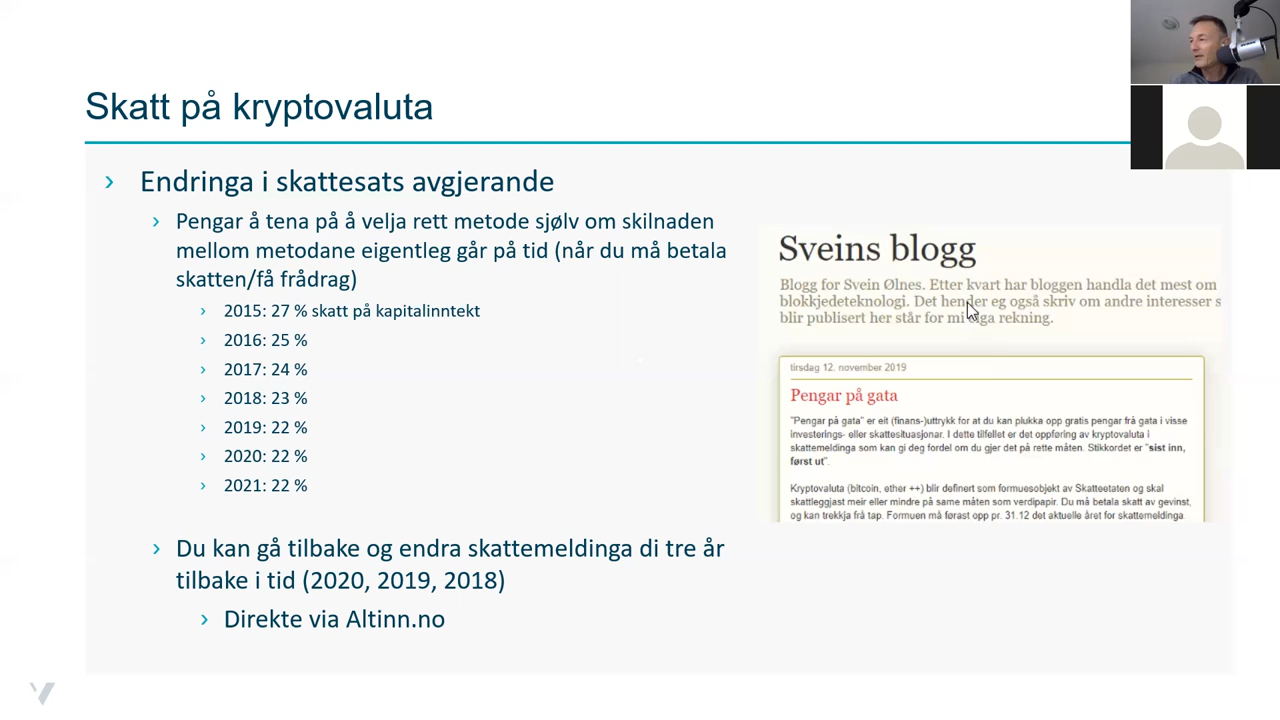 Skatt på kryptovaluta
Endringa i skattesats avgjerande
Pengar å tena på å velja rett metode sjølv om skilnaden
mellom metodane eigentleg går på tid (når du må betala
skatten/få frådrag)
2015: 27 % skatt på kapitalinntekt
2016: 25 %
2017: 24 %
2018: 23 %
2019: 22 %
2020: 22 %
2021: 22 %
Du kan gå tilbake og endra skattemeldinga di tre år
tilbake i tid (2020, 2019, 2018)
Direkte via Altinn.no
Sveins blogg
Blogg for Svein Ølnes. Etter kvart har bloggen handla det mest om
blokkjedeteknologi. Det hender eg også skriv om andre interesser s
blir publisert her står for mi rekning.
tirsdag 12. november 2019
Pengar på gata
"Pengar på gata" er eit (finans-)uttrykk for at du kan plukka opp gratis pengar frå gata i visse
investerings- eller skattesituasjonar. I dette tilfellet er det oppføring av kryptovaluta i
skattemeldinga som kan gi deg fordel om du gjer det på rette måten. Stikkordet er "sist inn,
først ut".
Kryptovaluta (bitcoin, ether ++) blir definert som formuesobjekt av Skatteetaten og skal
skattleggjast meir eller mindre på same måten som verdipapir. Du må betala skatt av gevinst,
og kan trekkja frå tap. Formuen må førast opp pr. 31.12 det aktuelle året for skattemeldinga.